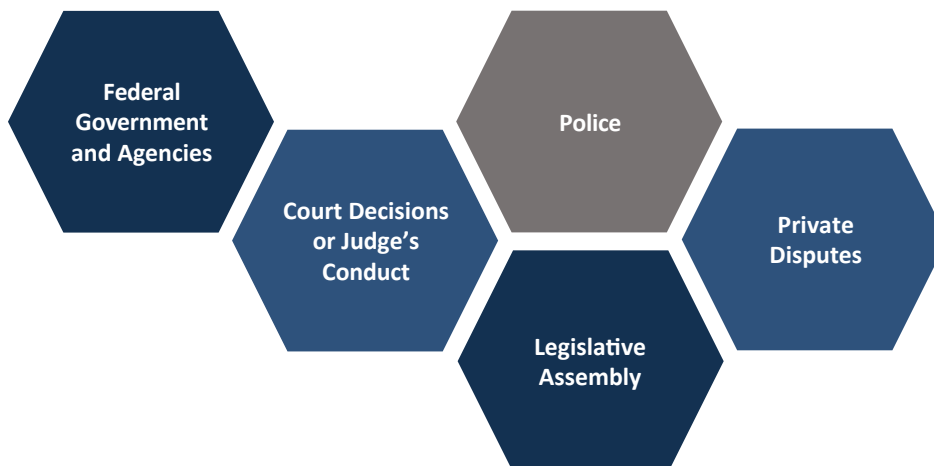 Federal
Government
and Agencies
Court Decisions
or Judge’s
Conduct
Police
Legislative
Assembly
Private
Disputes